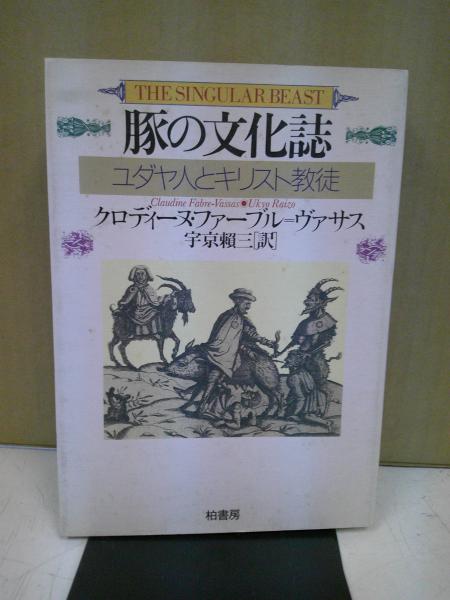 THE SINGULAR BEAST
豚の文化誌
ユダヤ人とキリスト教徒
Claudine Fabre-Vassas●Ukyo Raizo
クロディーヌ・ファーブル=ヴァサス
宇京頼三[訳]
柏書房